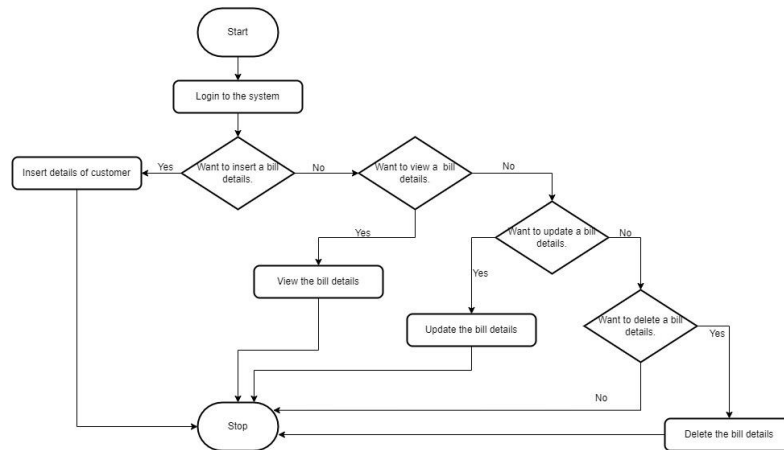 Start
Login to the system
Insert details of customer
Yes
Want to insert a bill
details.
No
Want to view a bill
details.
No
Yes
View the bill details
Want to update a bill
details.
No
Yes
Update the bill details
Want to delete a bill
details.
Yes
No
Stop
Delete the bill details